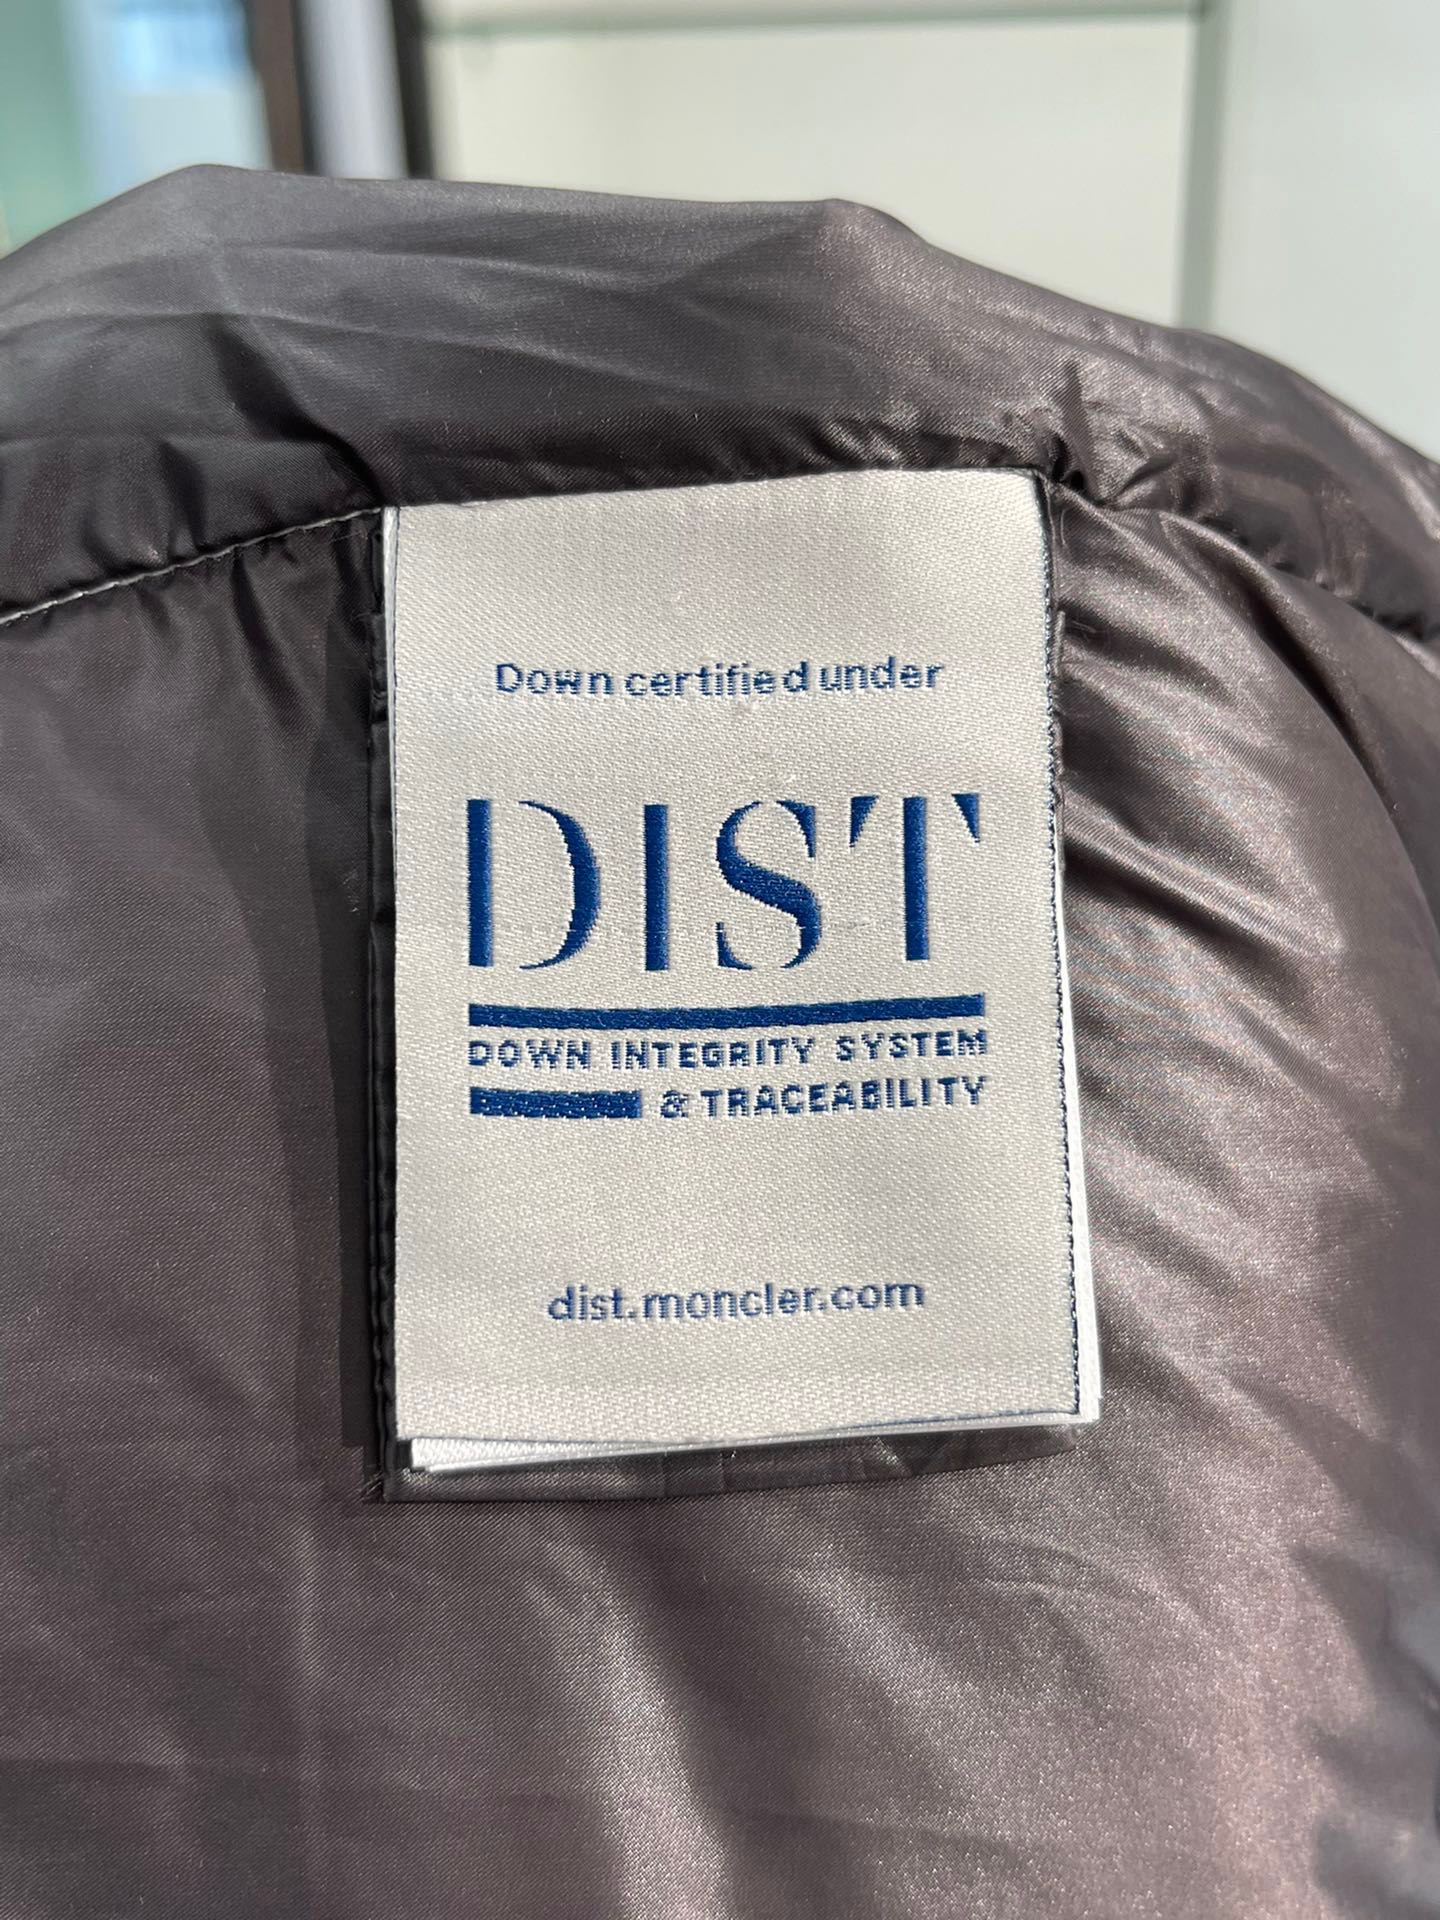 Down certified under
DIST
DOWN INTEGRITY SYSTEM
& TRACEABILITY
dist.moncler.com